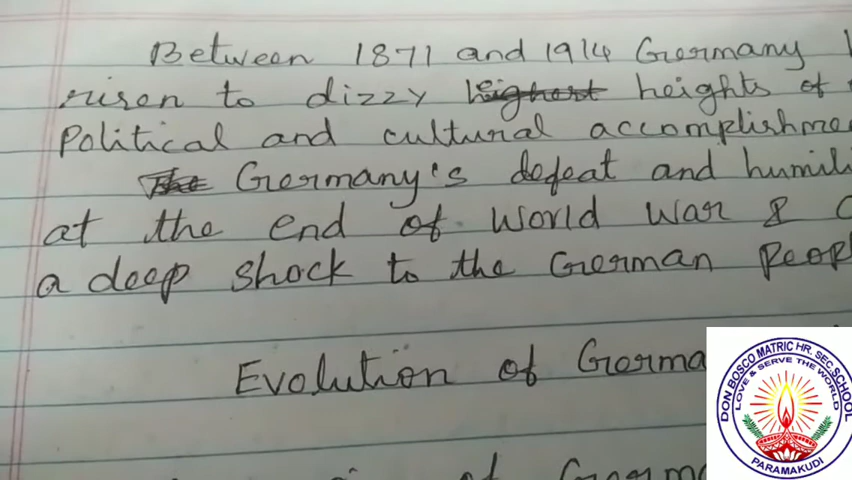 Between 1871 and 1914 Germany
risen to dizzy highest heights of
Political and cultural accomplishme
The Germany's defeat and humili
at the end of World War &
a deep shock to the German Peop
Evolution of Germa
of Germa
DON BOSCO MATRIC HR. SEC SCHOOL
LOVE & SERVE THE WORLD
PARAMAKUDI